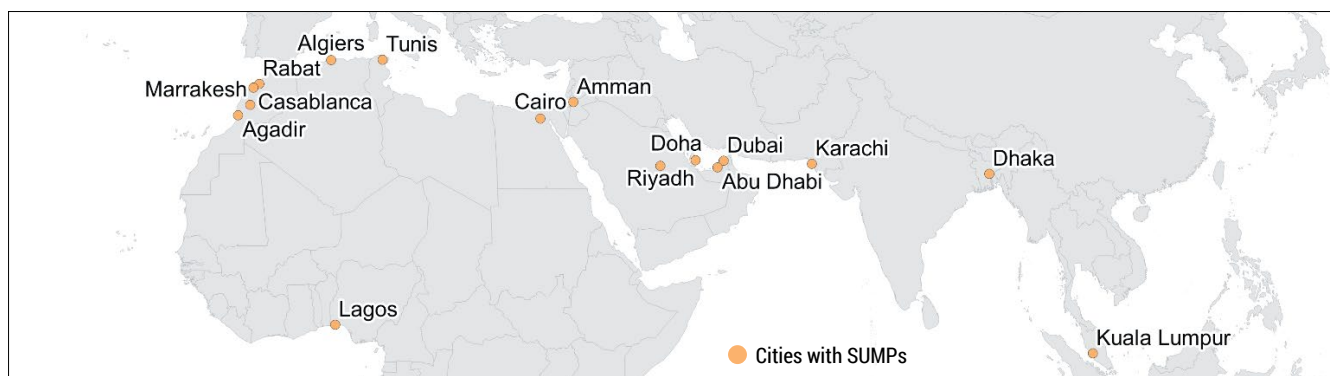 Algiers
Tunis
Rabat
Marrakesh
Casablanca
Agadir
Cairo
Amman
Doha
Dubai
Karachi
Riyadh
Abu Dhabi
Dhaka
Lagos
Kuala Lumpur
Cities with SUMPs